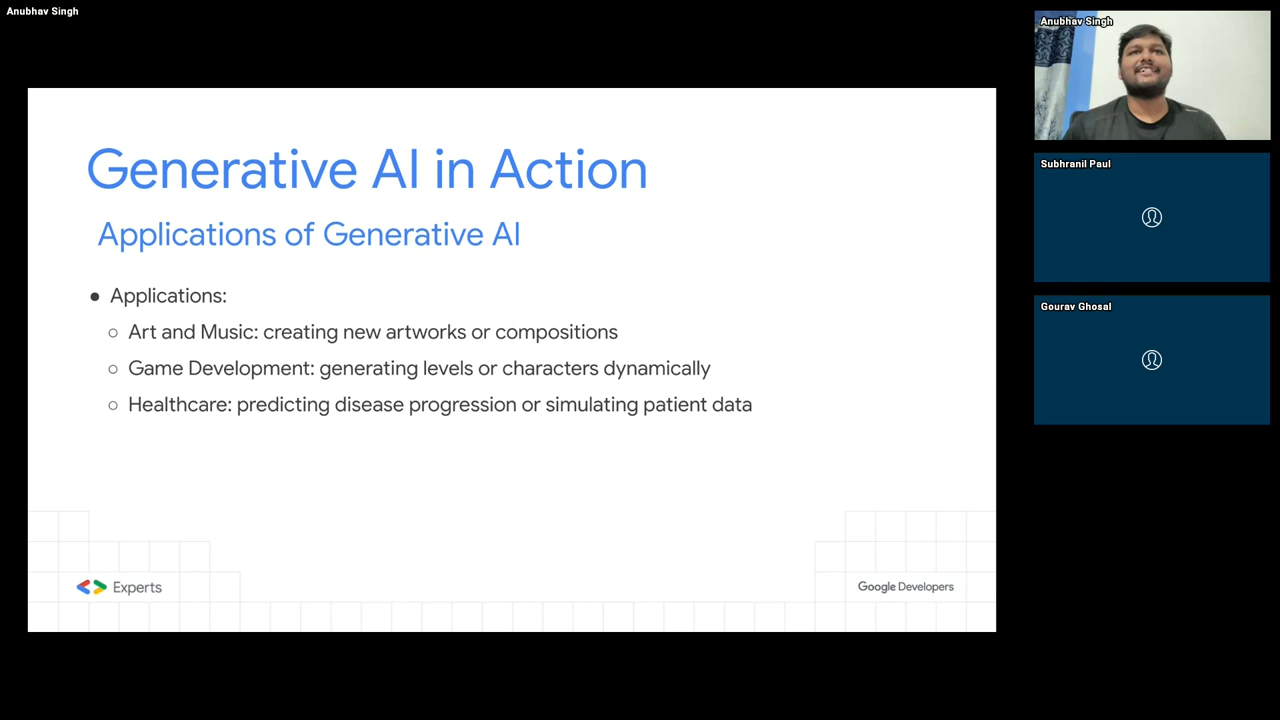 Anubhav Singh
Generative AI in Action
Applications of Generative AI
● Applications:
○ Art and Music: creating new artworks or compositions
○ Game Development: generating levels or characters dynamically
○ Healthcare: predicting disease progression or simulating patient data
Experts
Google Developers
Anubhav Singh
Subhranil Paul
Gourav Ghosal